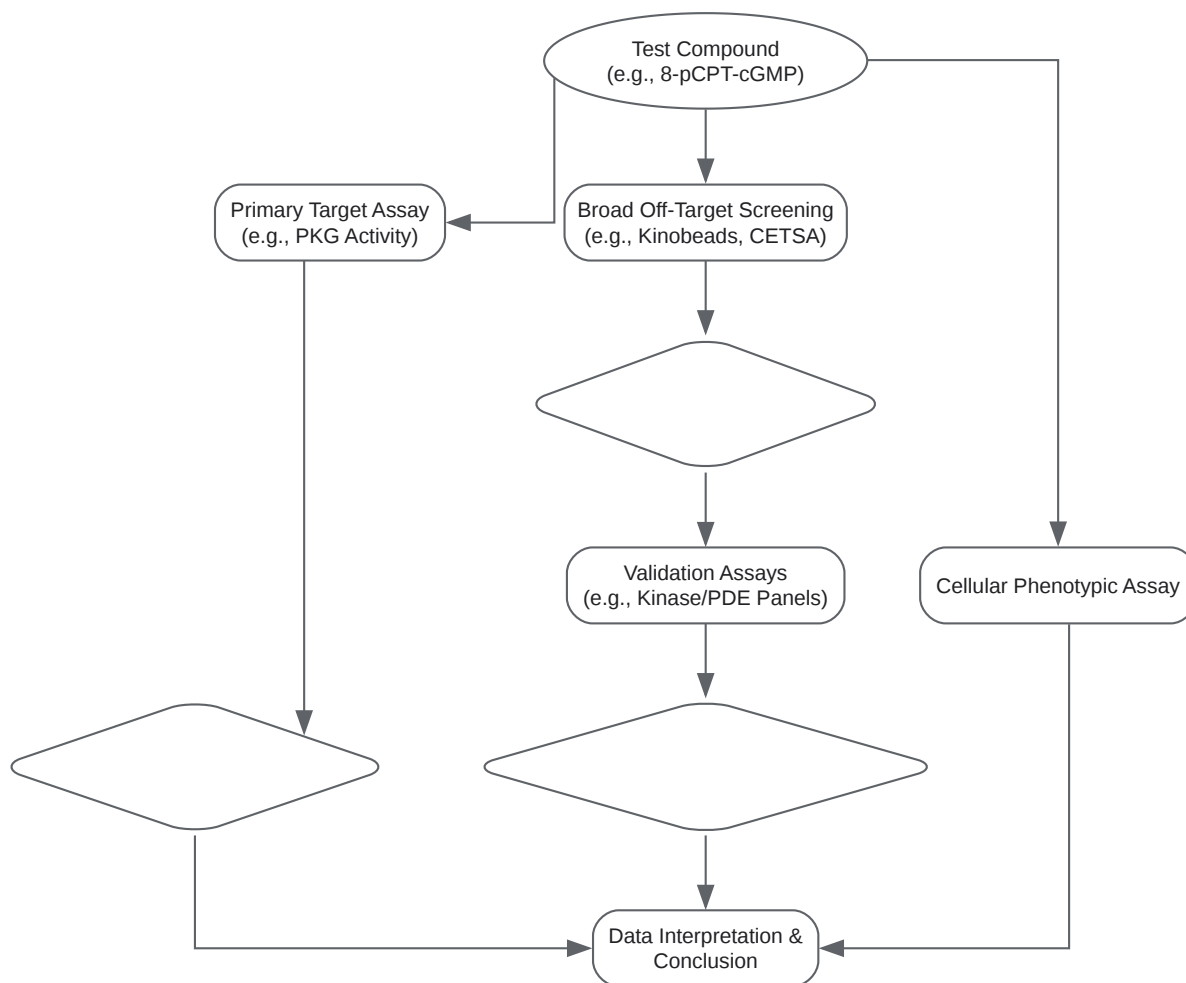 Test Compound
(e.g., 8-pCPT-cGMP)
Primary Target Assay
(e.g., PKG Activity)
Broad Off-Target Screening
(e.g., Kinobeads, CETSA)
Validation Assays
(e.g., Kinase/PDE Panels)
Cellular Phenotypic Assay
Data Interpretation &
Conclusion